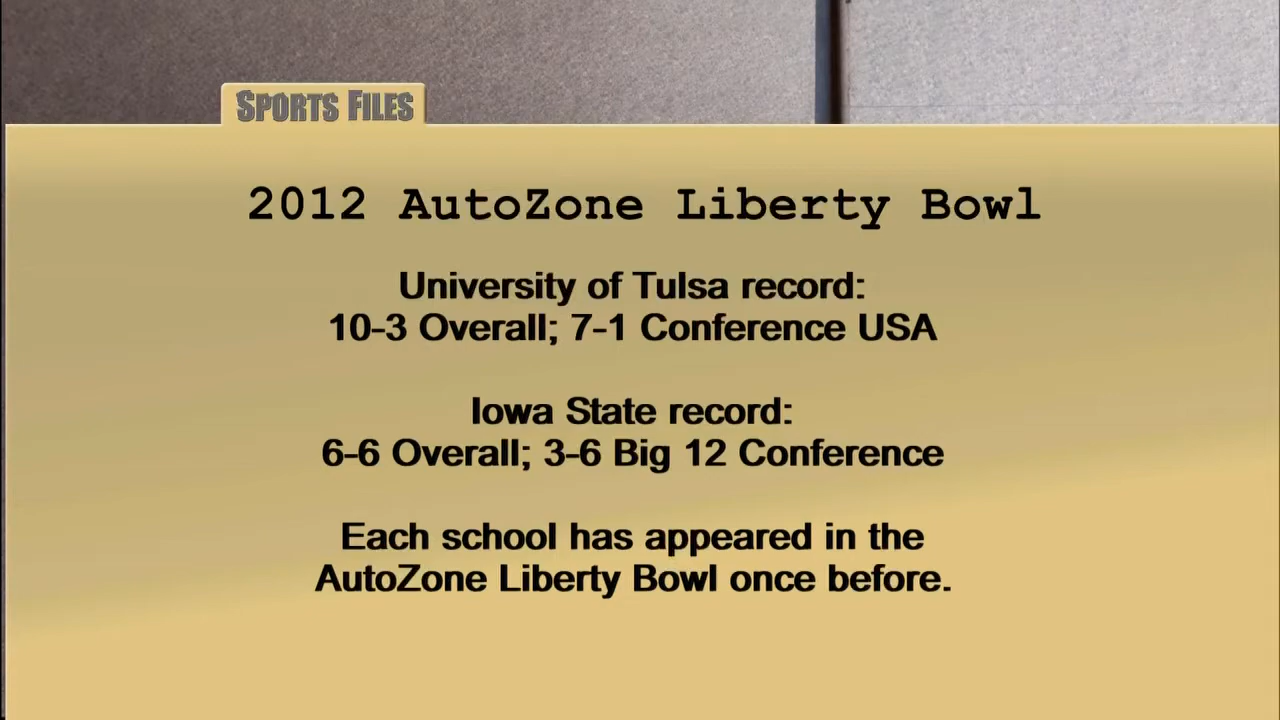 SPORTS FILES
2012 AutoZone Liberty Bowl
University of Tulsa record:
10-3 Overall; 7-1 Conference USA
Iowa State record:
6-6 Overall; 3-6 Big 12 Conference
Each school has appeared in the
AutoZone Liberty Bowl once before.